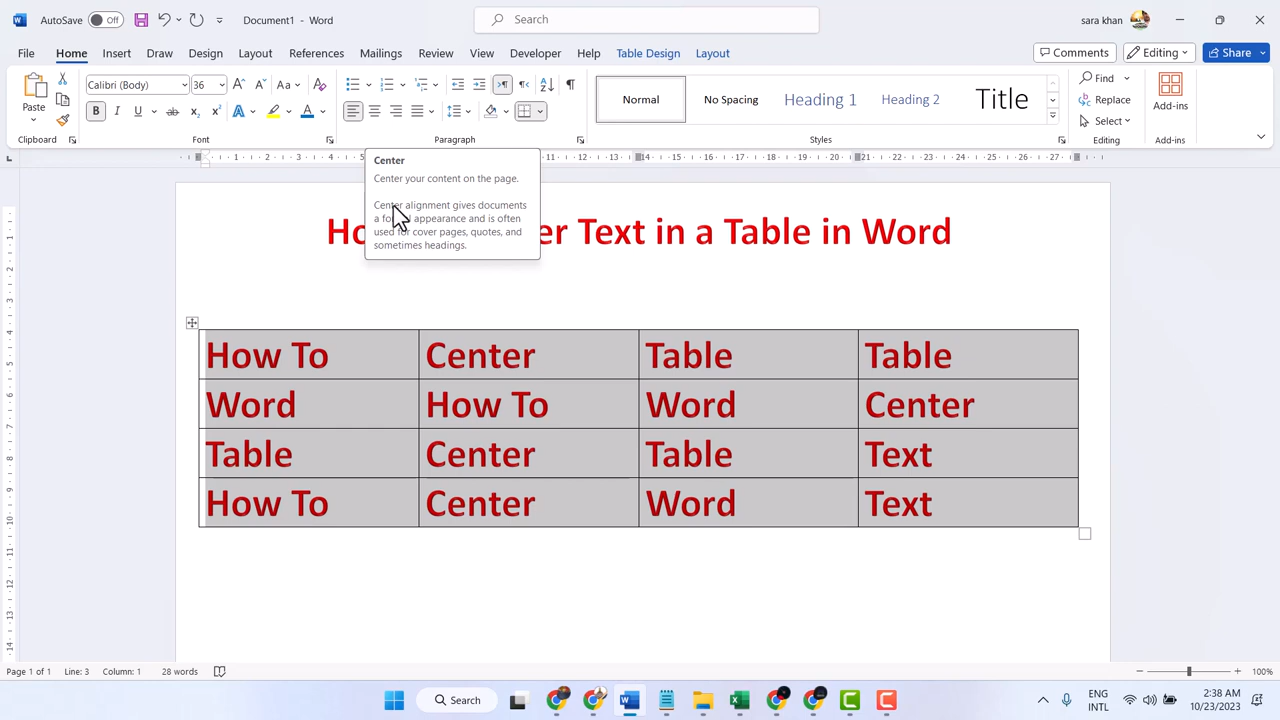 AutoSave Off Document1 - Word Search sara khan
File Home Insert Draw Design Layout References Mailings Review View Developer Help Table Design Layout Comments Editing Share
Paste Calibri (Body) 36 Aa Normal No Spacing Heading 1 Heading 2 Title Find Replace Select Add-ins
Clipboard Font Paragraph Styles Editing Add-ins
Center
Center your content on the page.
Center alignment gives documents
a appearance and is often
used for cover pages, quotes, and
sometimes headings.
Text in a Table in Word
How To Center Table Table
Word How To Word Center
Table Center Table Text
How To Center Word Text
Page 1 of 1 Line: 3 Column: 1 28 words 100%
Search ENG INTL 2:38 AM 10/23/2023